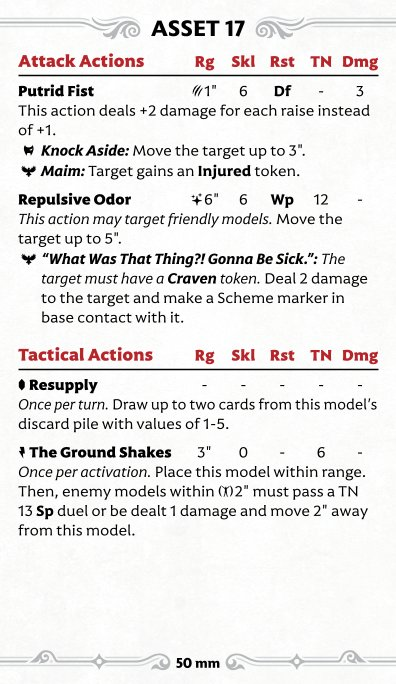 ASSET 17
Attack Actions Rg Skl Rst TN Dmg
Putrid Fist 1" 6 Df - 3
This action deals +2 damage for each raise instead
of +1.
Knock Aside: Move the target up to 3".
Maim: Target gains an Injured token.
Repulsive Odor 6" 6 Wp 12 -
This action may target friendly models. Move the
target up to 5".
“What Was That Thing?! Gonna Be Sick.”: The
target must have a Craven token. Deal 2 damage
to the target and make a Scheme marker in
base contact with it.
Tactical Actions Rg Skl Rst TN Dmg
Resupply - - - - -
Once per turn. Draw up to two cards from this model’s
discard pile with values of 1-5.
The Ground Shakes 3" 0 - 6 -
Once per activation. Place this model within range.
Then, enemy models within 2" must pass a TN
13 Sp duel or be dealt 1 damage and move 2" away
from this model.
50 mm